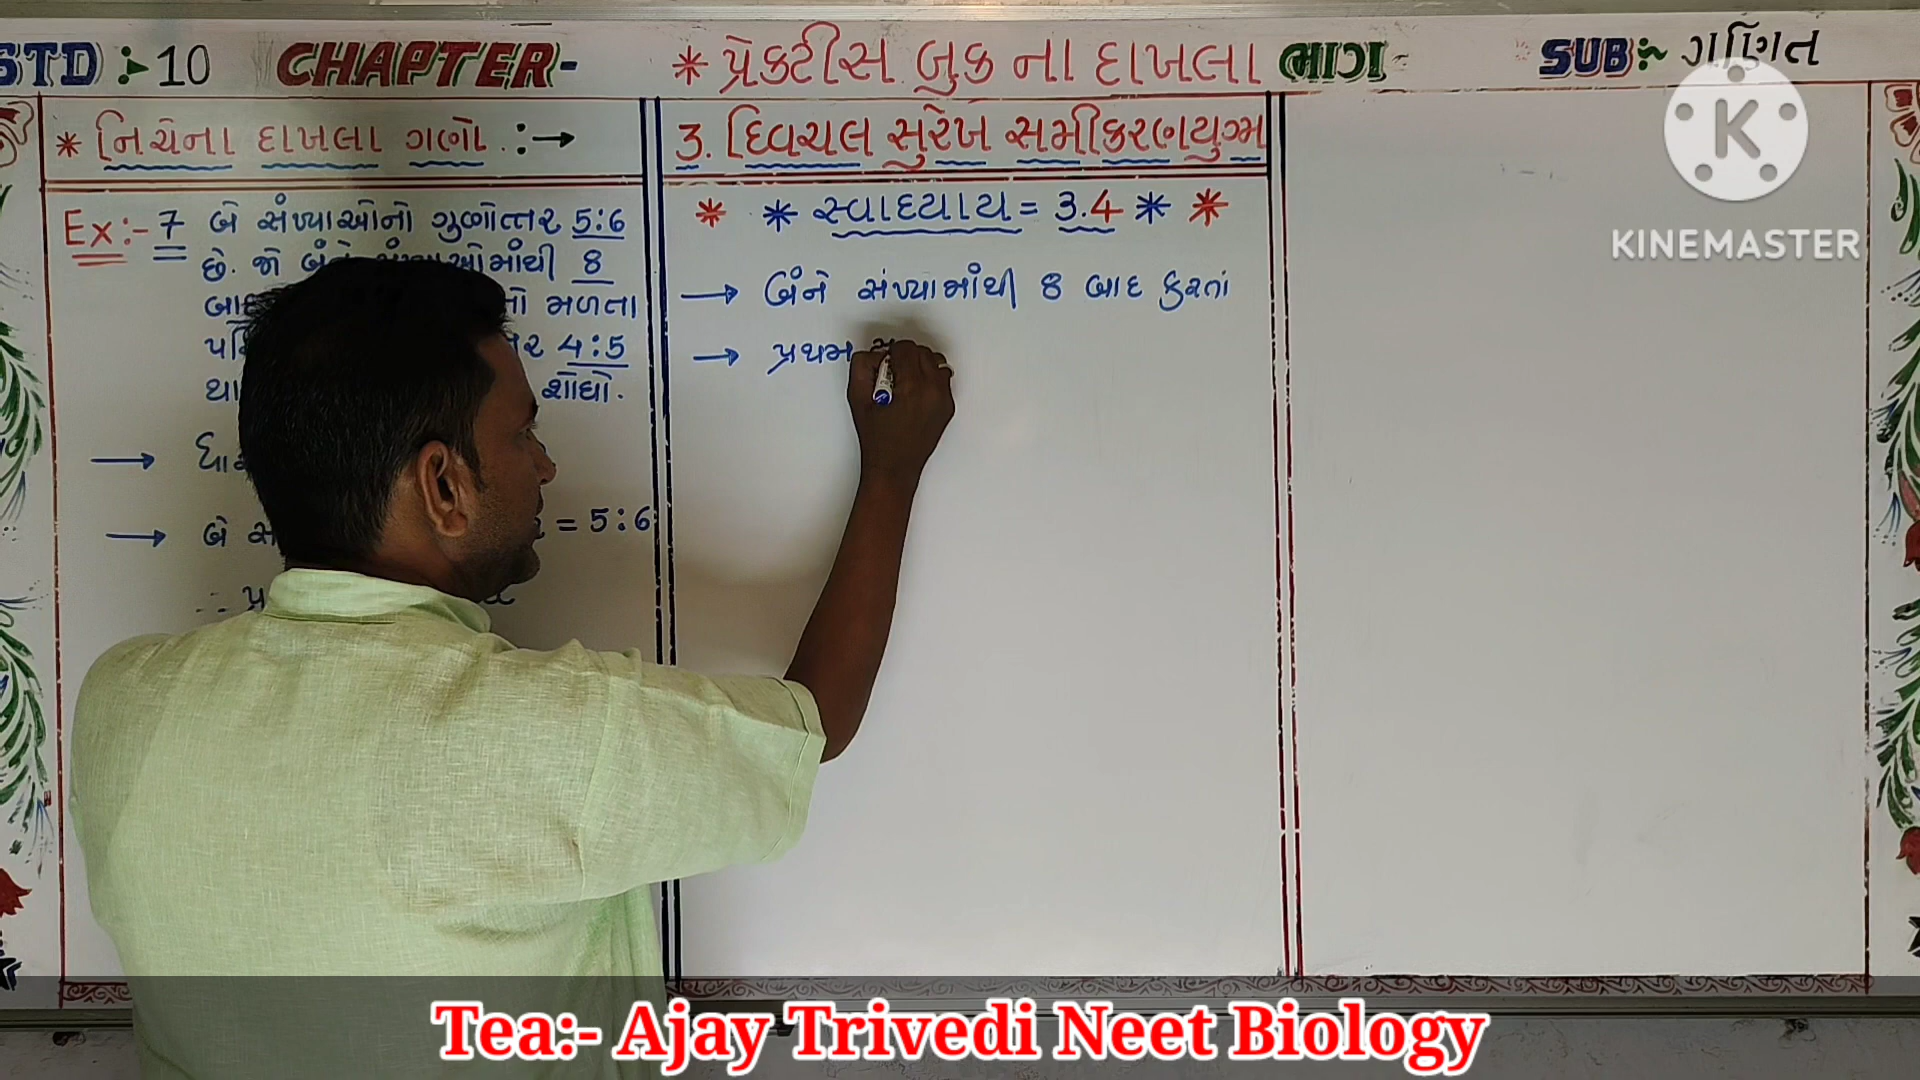 STD :- 10 CHAPTER- * પ્રેક્ટીસ બુક ના દાખલા ભાગ- SUB:~ ગણિત
* નિચેના દાખલા ગણો. :→
Ex:- 7 બે સંખ્યાઓનો ગુણોત્તર 5:6
છે. જો બંને સંખ્યાઓમાંથી 8
બાદ તો મળતા
4:5
થા શોધો.
→ ધા
→ બે = 5:6
∴ પ્ર
3. દ્વિચલ સુરેખ સમીકરણયુગ્મ
* * સ્વાધ્યાય = 3.4 * *
→ બંને સંખ્યામાંથી 8 બાદ કરતાં
→ પ્રથમ
K
KINEMASTER
Tea:- Ajay Trivedi Neet Biology